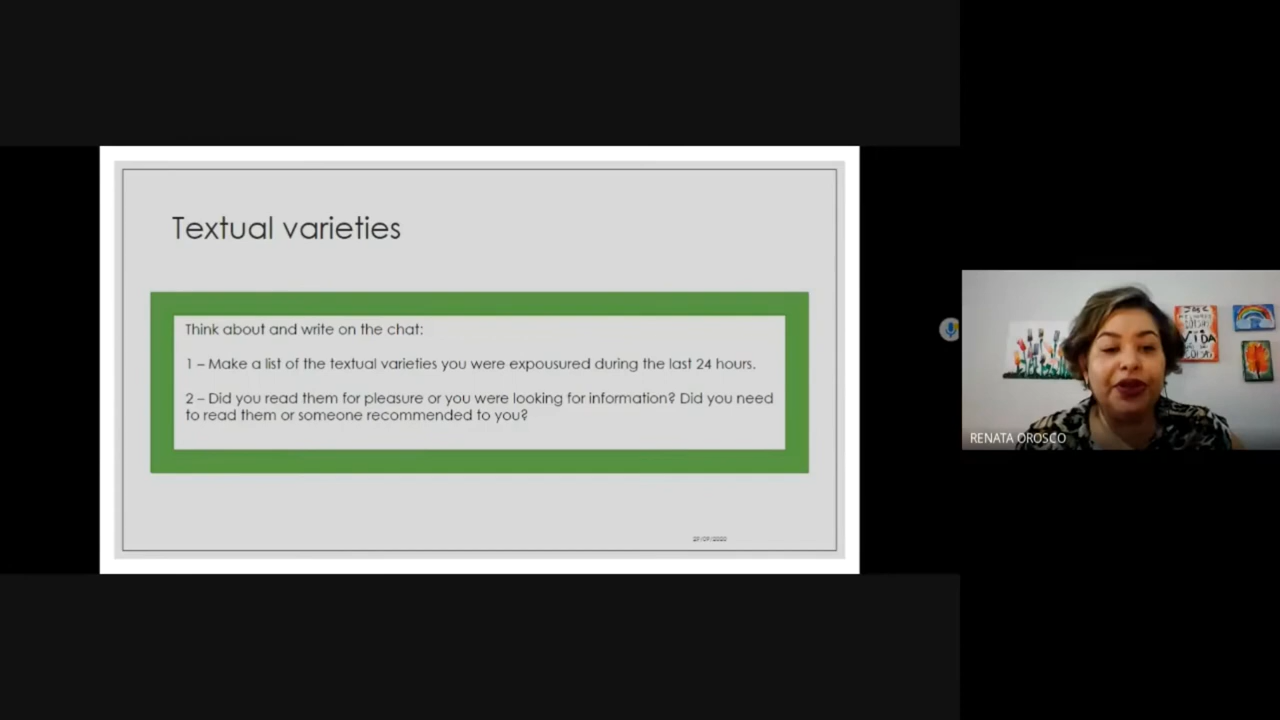 Textual varieties
Think about and write on the chat:
1 – Make a list of the textual varieties you were expousured during the last 24 hours.
2 – Did you read them for pleasure or you were looking for information? Did you need
to read them or someone recommended to you?
VIDA
RENATA OROSCO